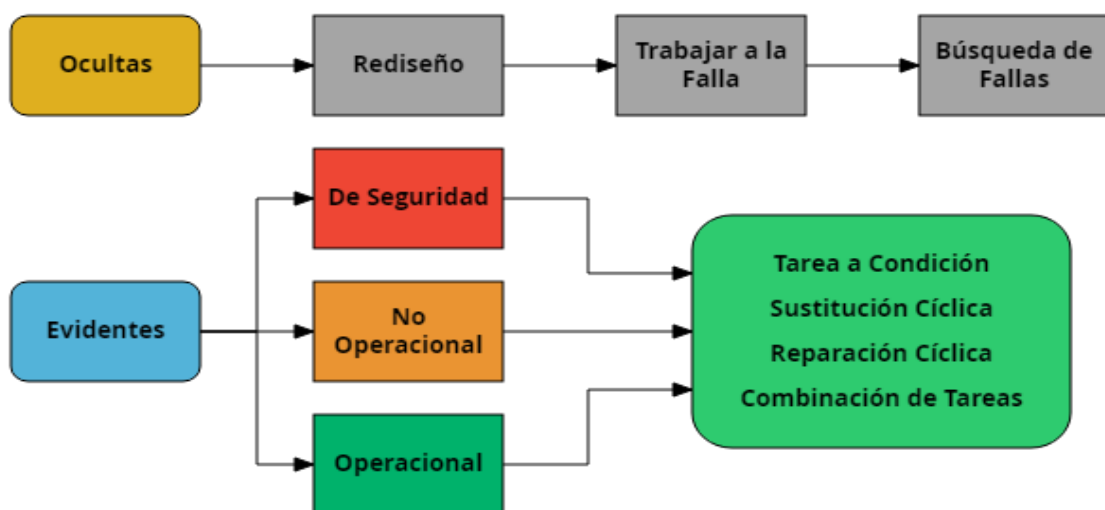 Ocultas
Rediseño
Trabajar a la
Falla
Búsqueda de
Fallas
De Seguridad
Evidentes
No
Operacional
Operacional
Tarea a Condición
Sustitución Cíclica
Reparación Cíclica
Combinación de Tareas